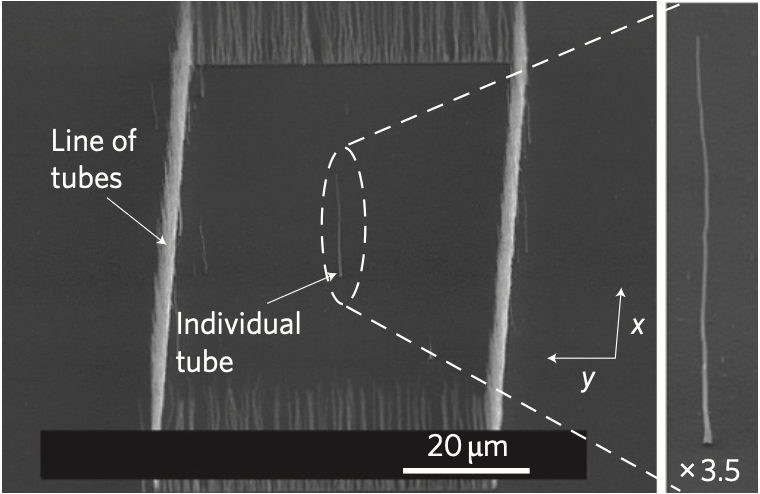 Line of
tubes
Individual
tube
x
y
20 μm
×3.5